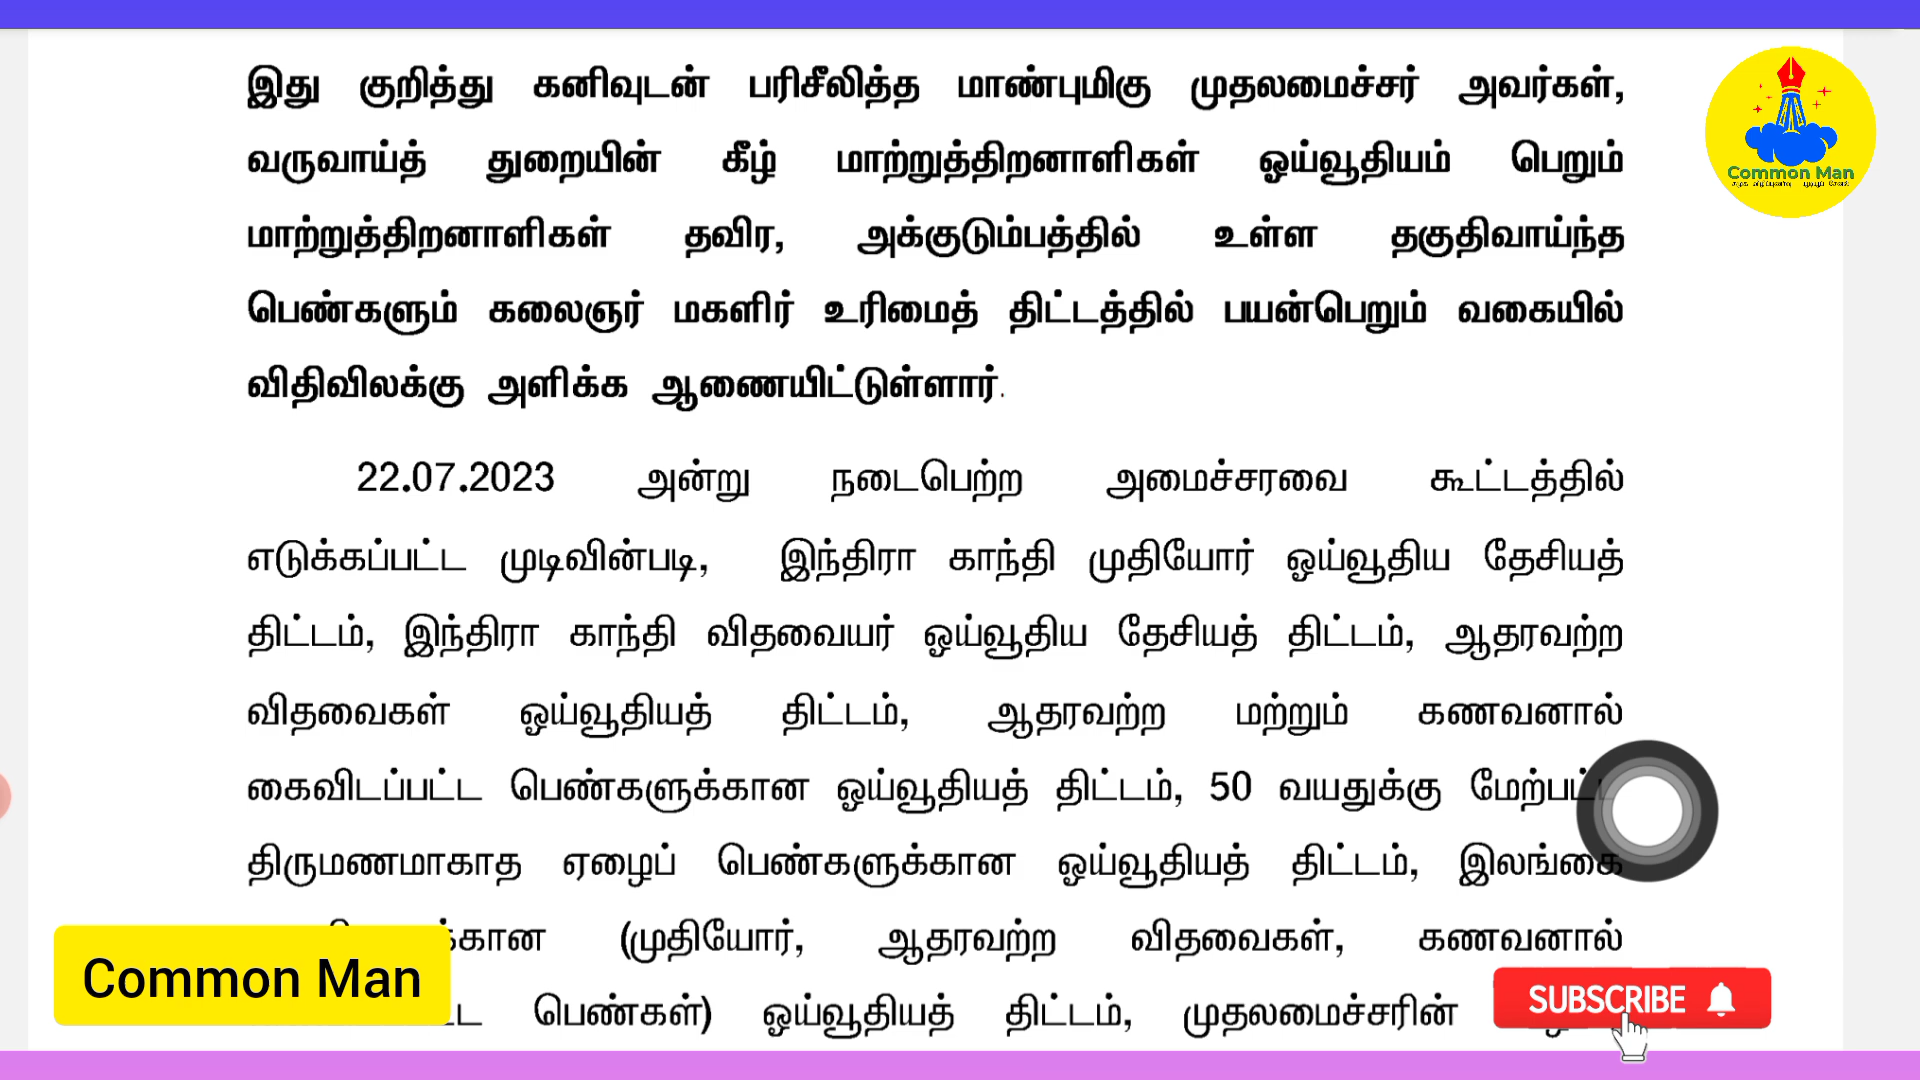 இது குறித்து கனிவுடன் பரிசீலித்த மாண்புமிகு முதலமைச்சர் அவர்கள்,
வருவாய்த் துறையின் கீழ் மாற்றுத்திறனாளிகள் ஓய்வூதியம் பெறும்
மாற்றுத்திறனாளிகள் தவிர, அக்குடும்பத்தில் உள்ள தகுதிவாய்ந்த
பெண்களும் கலைஞர் மகளிர் உரிமைத் திட்டத்தில் பயன்பெறும் வகையில்
விதிவிலக்கு அளிக்க ஆணையிட்டுள்ளார்.
22.07.2023 அன்று நடைபெற்ற அமைச்சரவை கூட்டத்தில்
எடுக்கப்பட்ட முடிவின்படி, இந்திரா காந்தி முதியோர் ஓய்வூதிய தேசியத்
திட்டம், இந்திரா காந்தி விதவையர் ஓய்வூதிய தேசியத் திட்டம், ஆதரவற்ற
விதவைகள் ஓய்வூதியத் திட்டம், ஆதரவற்ற மற்றும் கணவனால்
கைவிடப்பட்ட பெண்களுக்கான ஓய்வூதியத் திட்டம், 50 வயதுக்கு
திருமணமாகாத ஏழைப் பெண்களுக்கான ஓய்வூதியத் திட்டம், இலங்கை
(முதியோர், ஆதரவற்ற விதவைகள், கணவனால்
பெண்கள்) ஓய்வூதியத் திட்டம், முதலமைச்சரின்
Common Man
Common Man
SUBSCRIBE